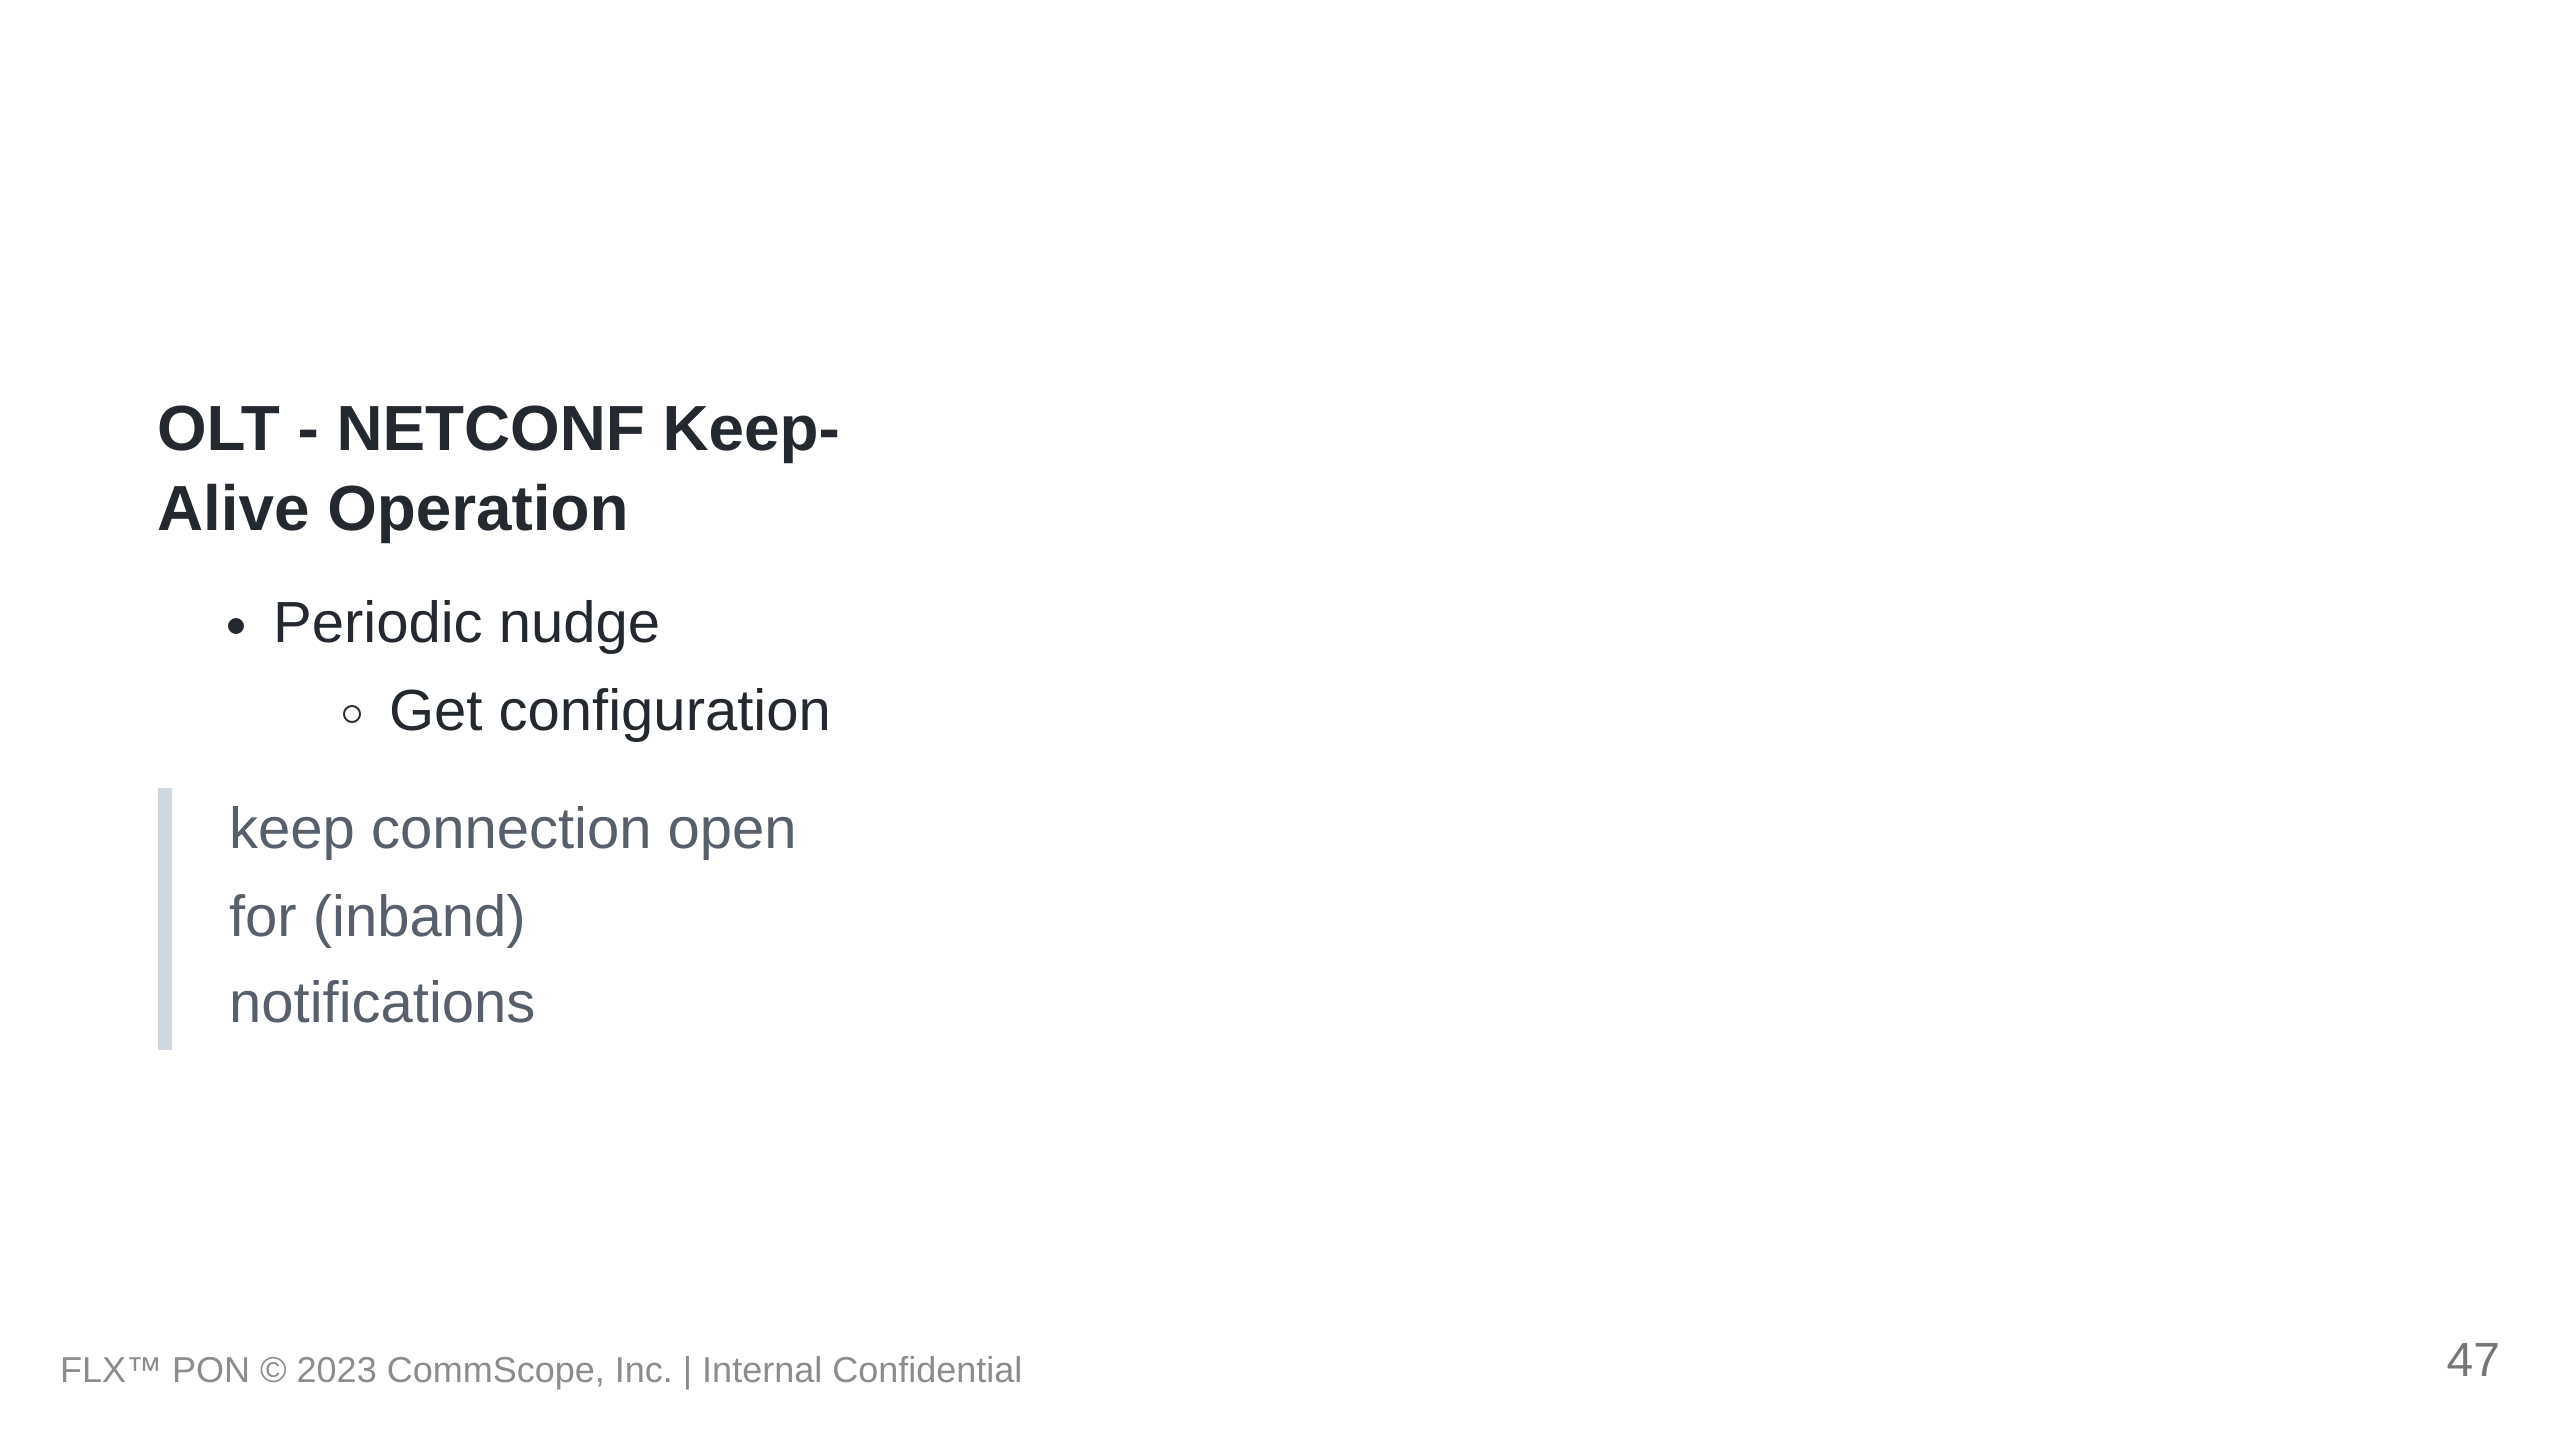 OLT - NETCONF Keep-
Alive Operation
• Periodic nudge
◦ Get configuration
keep connection open
for (inband)
notifications
FLX™ PON © 2023 CommScope, Inc. | Internal Confidential
47